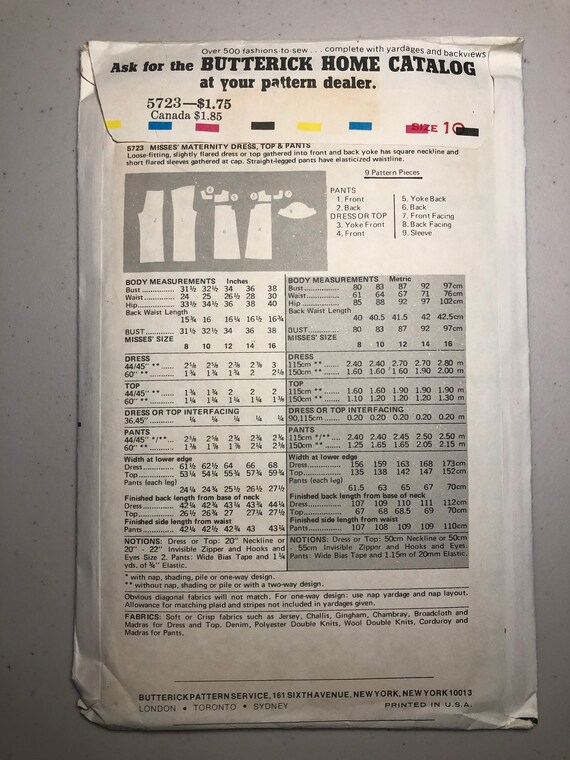 Over 500 fashions-to-sew . . . complete with yardages and backviews
Ask for the BUTTERICK HOME CATALOG
at your pattern dealer.
5723—$1.75
Canada $1.85
SIZE 10
5723 MISSES' MATERNITY DRESS, TOP & PANTS
Loose-fitting, slightly flared dress or top gathered into front and back yoke has square neckline and
short flared sleeves gathered at cap. Straight-legged pants have elasticized waistline.
9 Pattern Pieces
PANTS
1. Front
2. Back
DRESS OR TOP
3. Yoke Front
4. Front
5. Yoke Back
6. Back
7. Front Facing
8. Back Facing
9. Sleeve
BODY MEASUREMENTS Inches
Bust 31½ 32½ 34 36 38
Waist 24 25 26½ 28 30
Hip 33½ 34½ 36 38 40
Back Waist Length
15¾ 16 16¼ 16½ 16¾
BUST 31½ 32½ 34 36 38
MISSES' SIZE
8 10 12 14 16
DRESS
44/45" ** 2⅝ 2⅝ 2⅞ 2⅞ 3
60" ** 1¾ 1¾ 1¾ 2 2⅛
TOP
44/45" ** 1¾ 1¾ 2 2 2
60" ** 1¼ 1¼ 1¼ 1¼ 1⅜
DRESS OR TOP INTERFACING
36,45" ¼ ¼ ¼ ¼ ¼
PANTS
44/45" */** 2⅝ 2⅝ 2¾ 2¾ 2¾
60" ** 1⅜ 1⅞ 1⅞ 2¼ 2⅜
Width at lower edge
Dress 61½ 62½ 64 66 68
Top 53¼ 54¼ 55¾ 57¾ 59¾
Pants (each leg)
24¼ 24¾ 25½ 26½ 27½
Finished back length from base of neck
Dress 42¼ 42¾ 43¼ 43¾ 44¼
Top 26½ 26¾ 27 27¼ 27½
Finished side length from waist
Pants 42¼ 42½ 42¾ 43 43¼
NOTIONS: Dress or Top: 20" Neckline or
20" - 22" Invisible Zipper and Hooks and
Eyes Size 2. Pants: Wide Bias Tape and 1¼
yds. of ¾" Elastic.
BODY MEASUREMENTS Metric
Bust 80 83 87 92 97cm
Waist 61 64 67 71 76cm
Hip 85 88 92 97 102cm
Back Waist Length
40 40.5 41.5 42 42.5cm
BUST 80 83 87 92 97cm
MISSES' SIZE
8 10 12 14 16
DRESS
115cm ** 2.40 2.40 2.70 2.70 2.80 m
150cm ** 1.60 1.60 1.60 1.90 2.00 m
TOP
115cm ** 1.60 1.60 1.90 1.90 1.90 m
150cm ** 1.10 1.20 1.20 1.20 1.30m
DRESS OR TOP INTERFACING
90,115cm 0.20 0.20 0.20 0.20 0.20 m
PANTS
115cm */** 2.40 2.40 2.45 2.50 2.50 m
150cm ** 1.25 1.65 1.65 2.05 2.15 m
Width at lower edge
Dress 156 159 163 168 173cm
Top 135 138 142 147 152cm
Pants (each leg)
61.5 63 65 67 70cm
Finished back length from base of neck
Dress 107 109 110 111 112cm
Top 67 68 68.5 69 70cm
Finished side length from waist
Pants 107 108 109 109 110cm
NOTIONS: Dress or Top: 50cm Neckline or 50cm
- 55cm Invisible Zipper and Hooks and Eyes.
Pants: Wide Bias Tape and 1.15m of 20mm Elastic.
* with nap, shading, pile or one-way design.
** without nap, shading or pile or with a two-way design.
Obvious diagonal fabrics will not match. For one-way design: use nap yardage and nap layout.
Allowance for matching plaid and stripes not included in yardages given.
FABRICS: Soft or Crisp fabrics such as Jersey, Challis, Gingham, Chambray, Broadcloth and
Madras for Dress and Top. Denim, Polyester Double Knits, Wool Double Knits, Corduroy and
Madras for Pants.
BUTTERICK PATTERN SERVICE, 161 SIXTH AVENUE, NEW YORK, NEW YORK 10013
LONDON • TORONTO • SYDNEY PRINTED IN U.S.A.